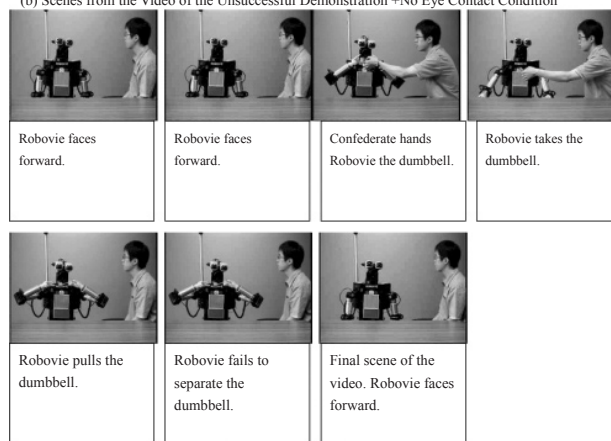 (b) Scenes from the Video of the Unsuccessful Demonstration +No Eye Contact Condition
Robovie faces
forward.
Robovie faces
forward.
Confederate hands
Robovie the dumbbell.
Robovie takes the
dumbbell.
Robovie pulls the
dumbbell.
Robovie fails to
separate the
dumbbell.
Final scene of the
video. Robovie faces
forward.